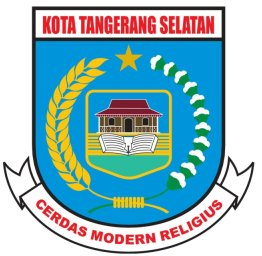 KOTA TANGERANG SELATAN
CERDAS MODERN RELIGIUS